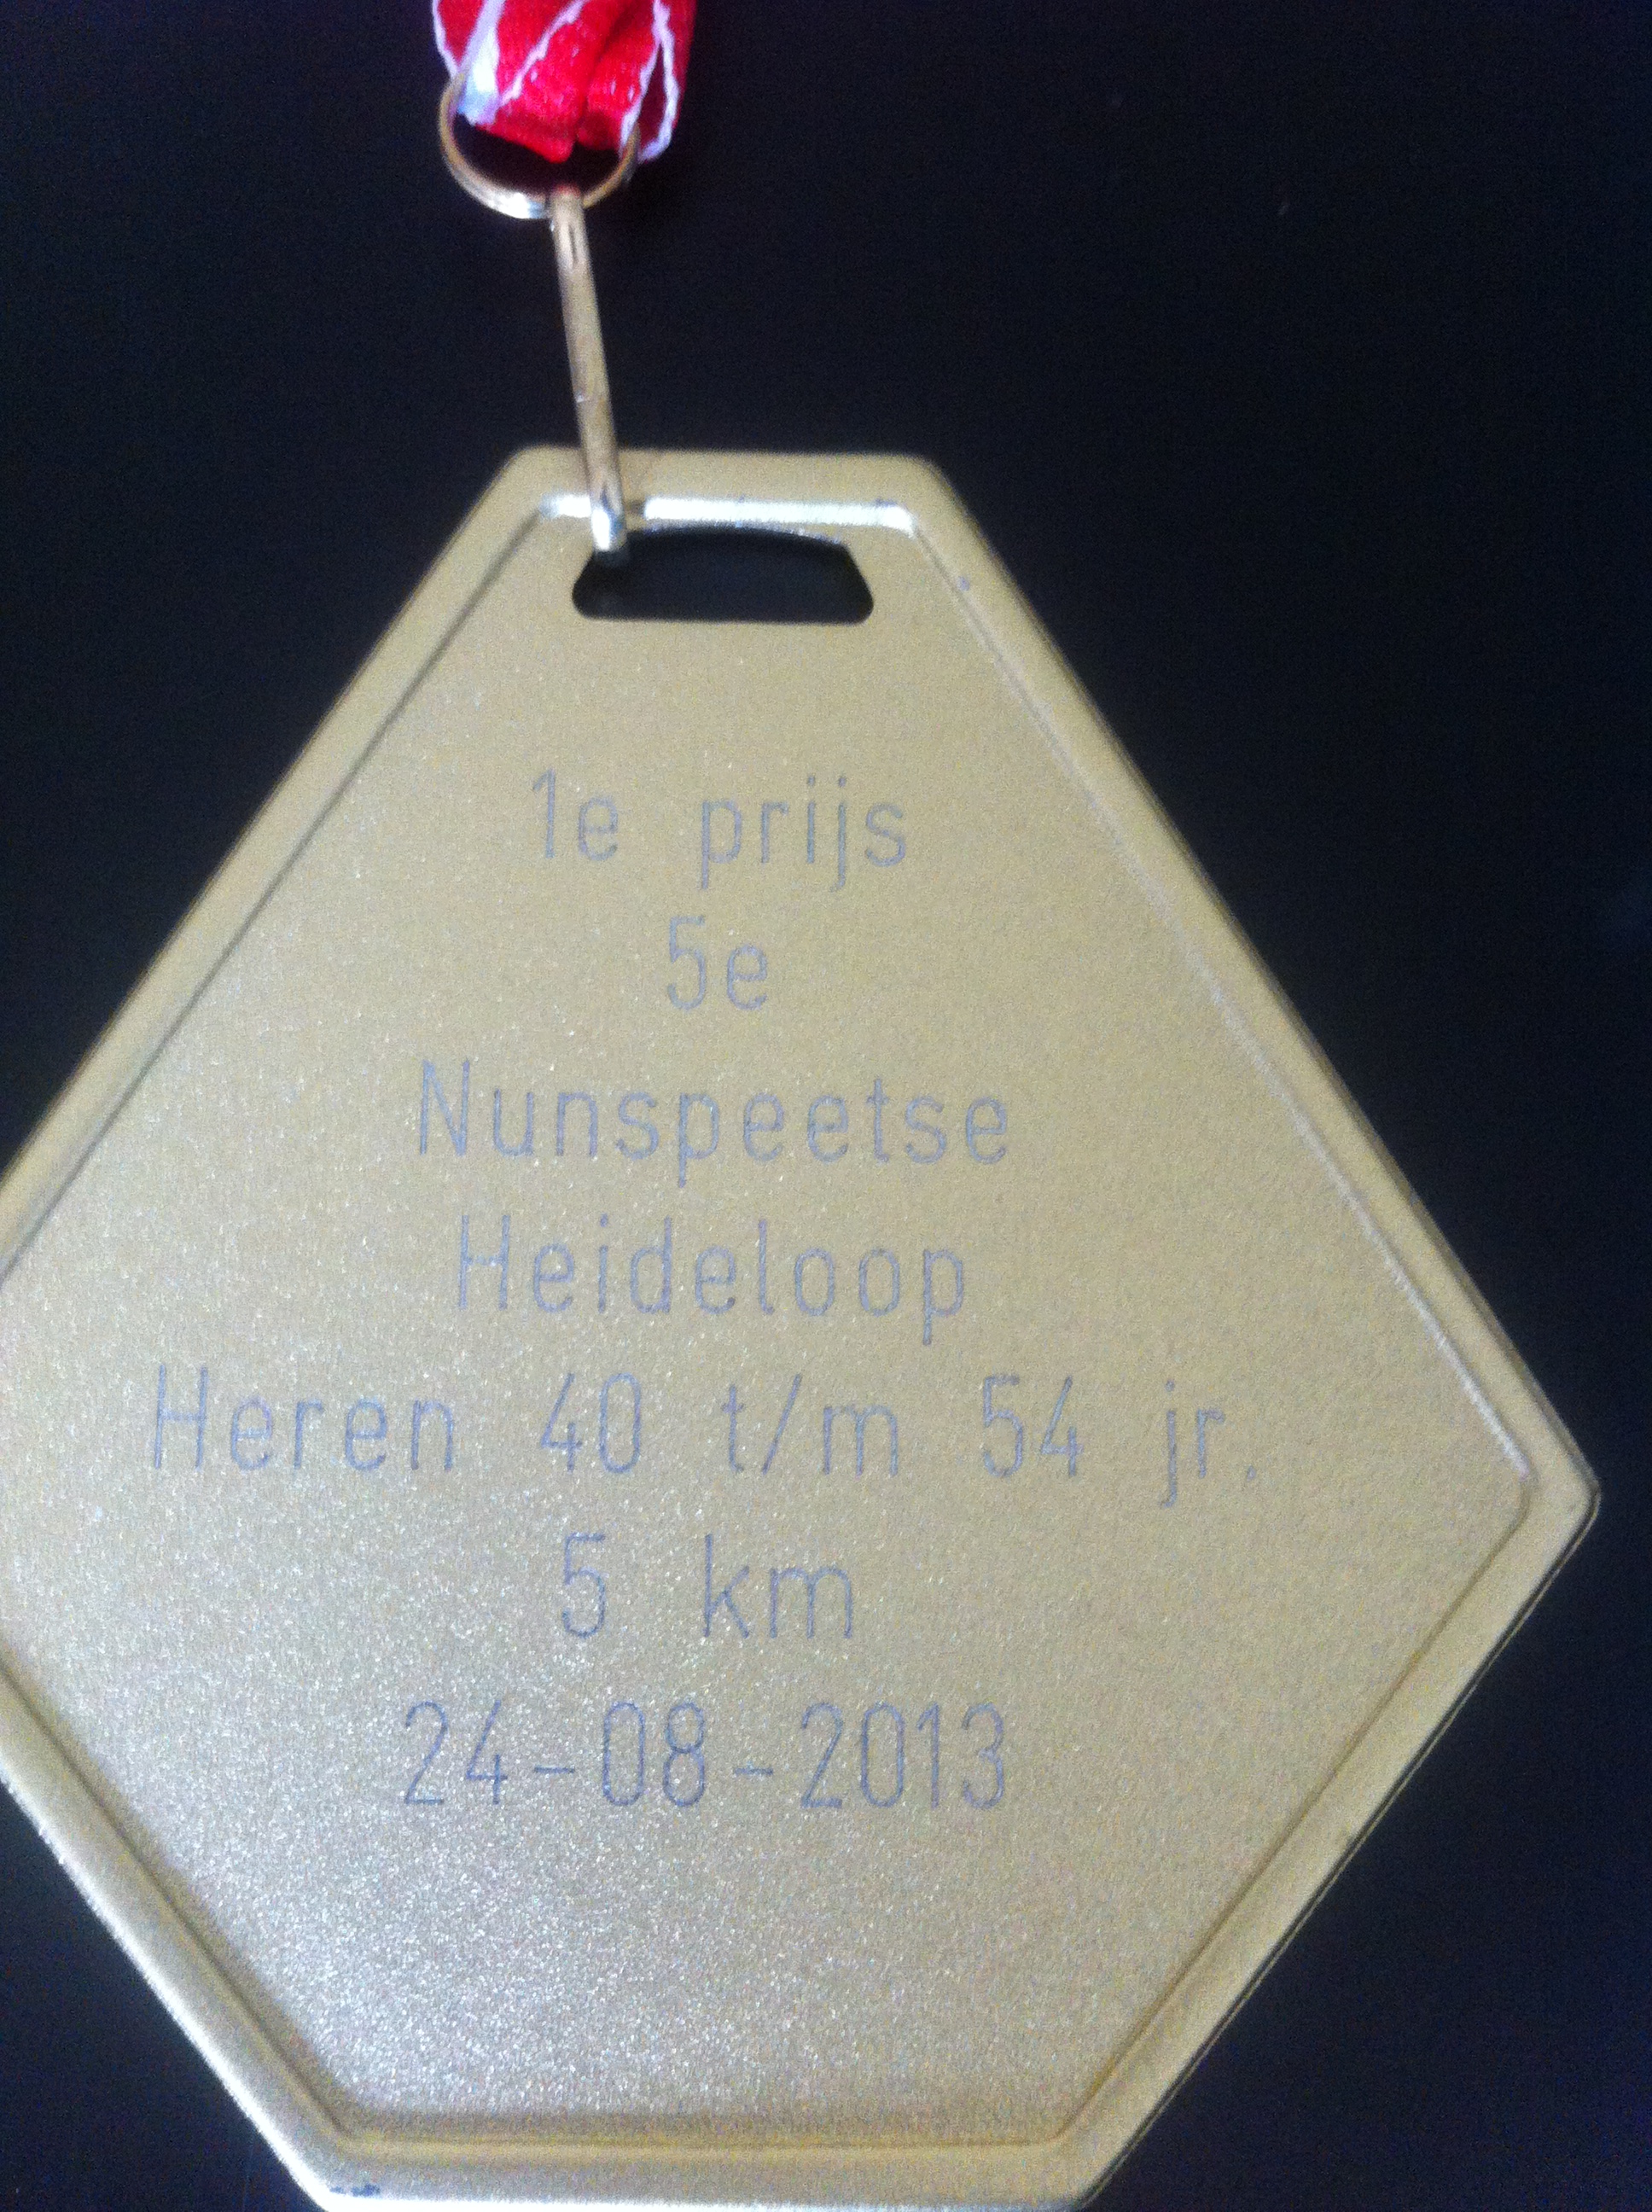 1e prijs
5e
Nunspeetse
Heideloop
Heren 40 t/m 54 jr.
5 km
24-08-2013